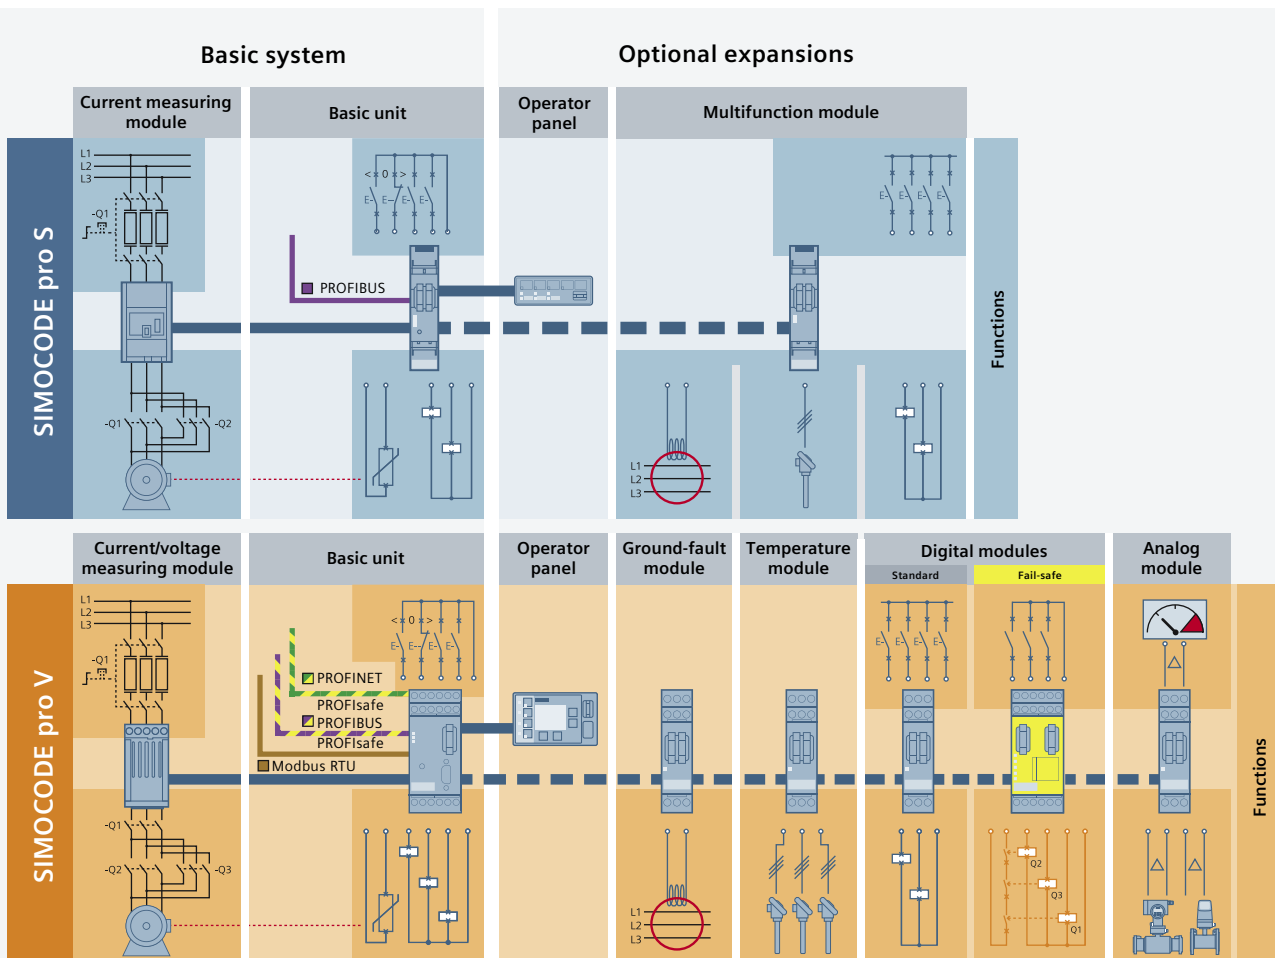 Basic system
Optional expansions
Current measuring
module
Basic unit
Operator
panel
Multifunction module
SIMOCODE pro S
L1
L2
L3
-Q1
< 0 >
E- E- E- E-
PROFIBUS
E- E- E- E-
Functions
-Q1
-Q2
L1
L2
L3
Current/voltage
measuring module
Basic unit
Operator
panel
Ground-fault
module
Temperature
module
Digital modules
Standard
Fail-safe
Analog
module
SIMOCODE pro V
L1
L2
L3
-Q1
< 0 >
E- E- E- E-
PROFINET
PROFIsafe
PROFIBUS
PROFIsafe
Modbus RTU
E- E- E- E-
Functions
-Q1
-Q2
-Q3
L1
L2
L3
Q2
Q3
Q1